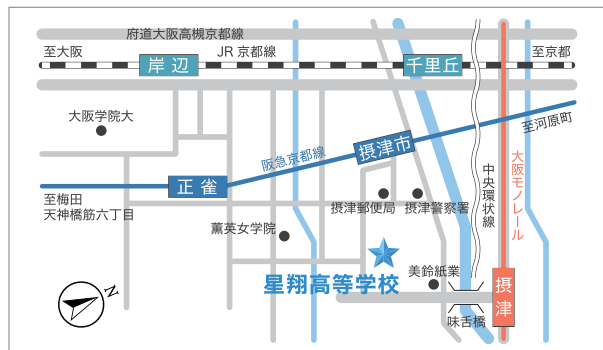 府道大阪高槻京都線
至大阪
岸辺
JR 京都線
千里丘
至京都
大阪学院大
至河原町
摂津市
阪急京都線
正雀
至梅田
天神橋筋六丁目
中央環状線
大阪モノレール
摂津郵便局
摂津警察署
薫英女学院
N
星翔高等学校
美鈴紙業
摂津
味舌橋